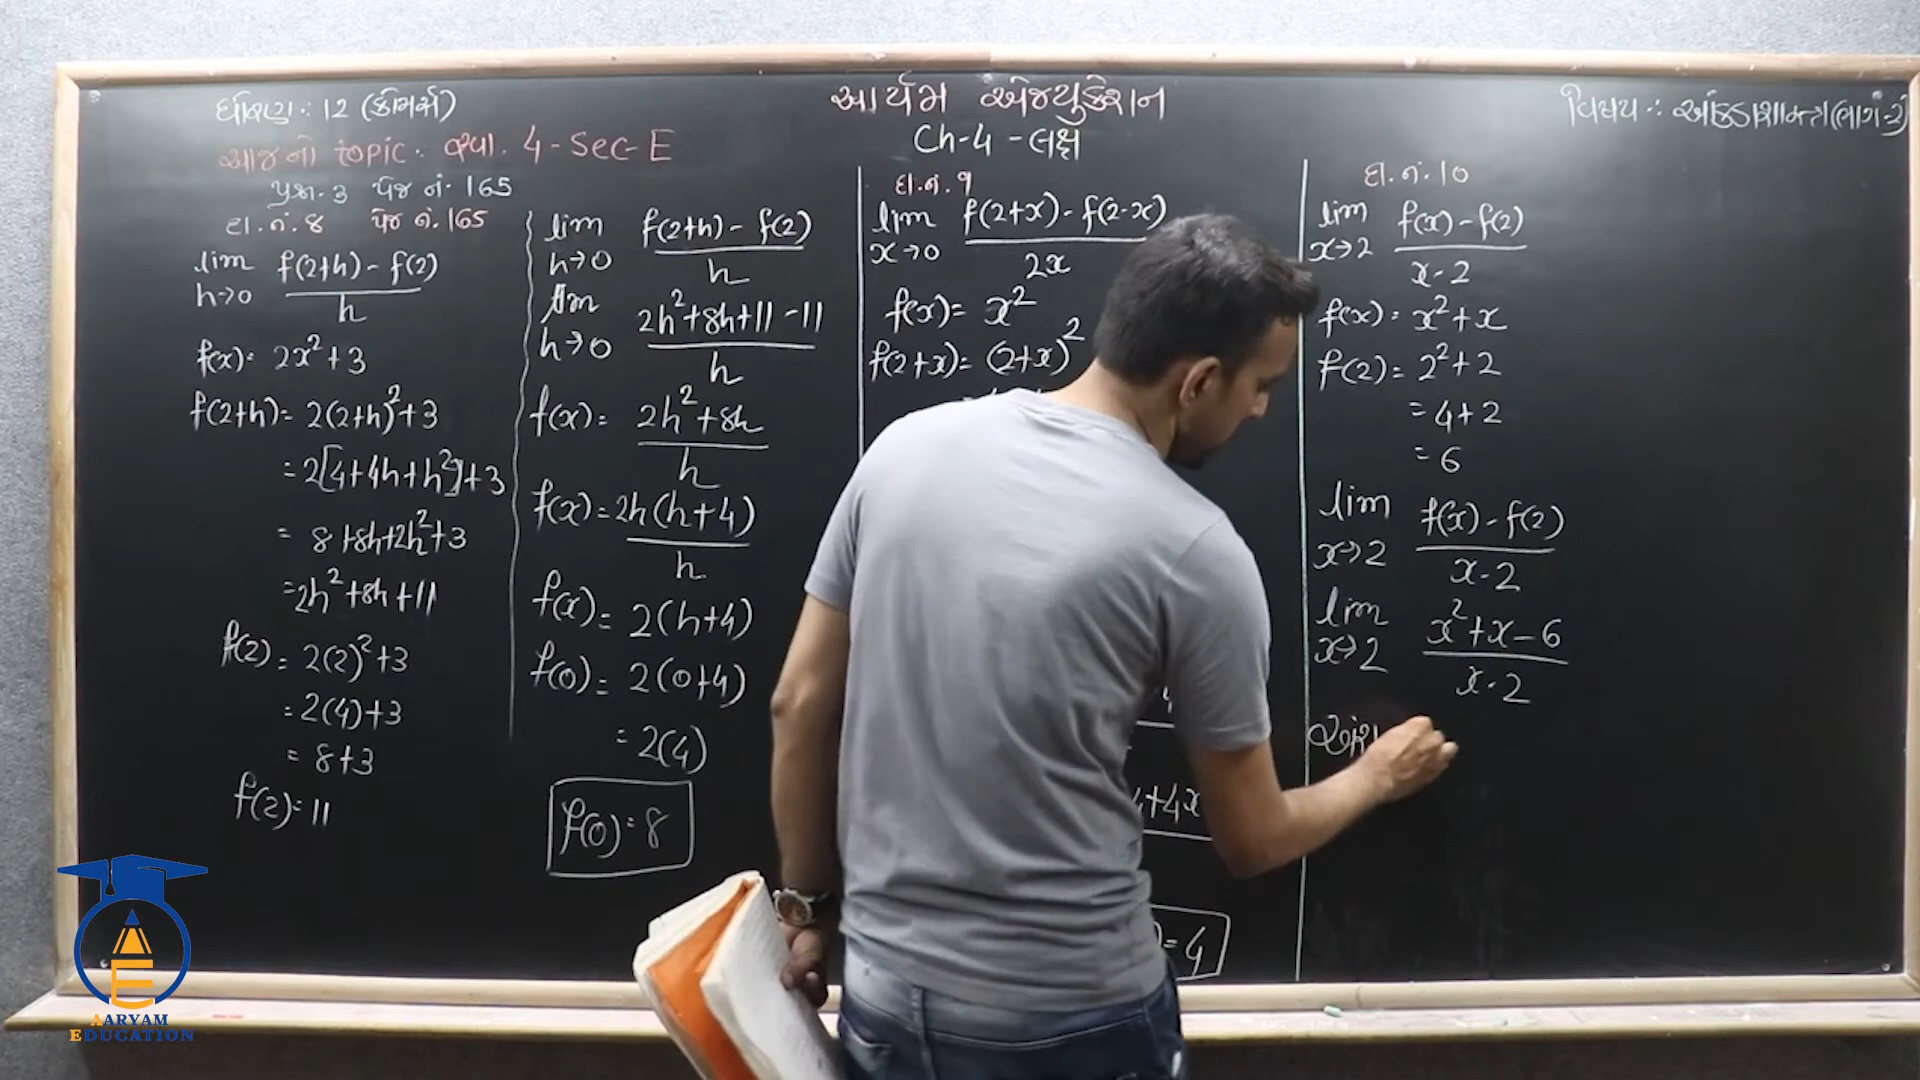 ધોરણ : 12 (કોમર્સ)
આર્યમ એજ્યુકેશન
વિષય : આંકડાશાસ્ત્ર (ભાગ-2)
Ch-4 - લક્ષ
આજનો topic : સ્વા. 4 - Sec-E
પ્રશ્ન-3 પેજ નં. 165
દા.નં. 8 પેજ નં. 165
lim f(2+h) - f(2)
h→0 h
f(x) = 2x²+3
f(2+h) = 2(2+h)²+3
= 2[4+4h+h²]+3
= 8+8h+2h²+3
= 2h²+8h+11
f(2) = 2(2)²+3
= 2(4)+3
= 8+3
f(2) = 11
lim f(2+h) - f(2)
h→0 h
lim 2h²+8h+11-11
h→0 h
f(x) = 2h²+8h
h
f(x) = 2h(h+4)
h
f(x) = 2(h+4)
f(0) = 2(0+4)
= 2(4)
f(0) = 8
દા.નં. 9
lim f(2+x) - f(2-x)
x→0 2x
f(x) = x²
f(2+x) = (2+x)²
4+4x
= 4
દા.નં. 10
lim f(x) - f(2)
x→2 x-2
f(x) = x²+x
f(2) = 2²+2
= 4+2
= 6
lim f(x) - f(2)
x→2 x-2
lim x²+x-6
x→2 x-2
AARYAM
EDUCATION